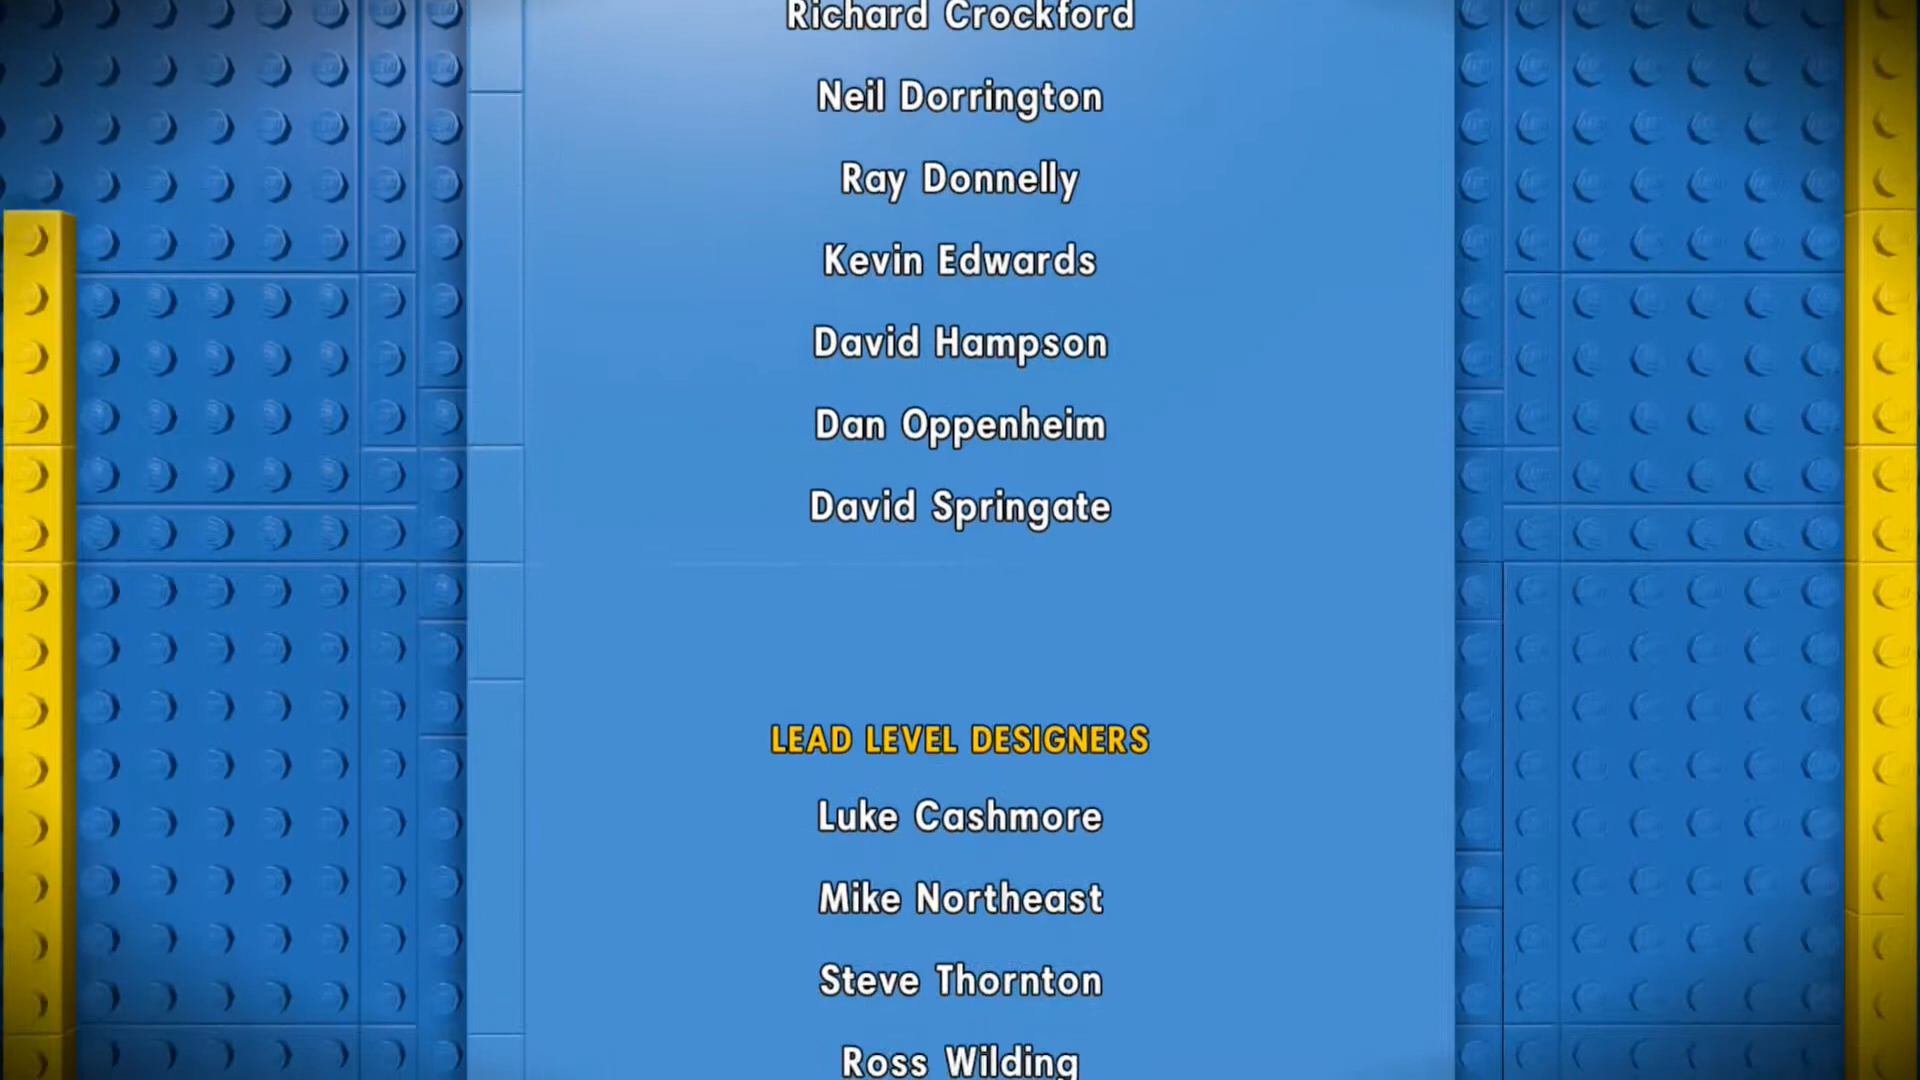 Richard Crockford
Neil Dorrington
Ray Donnelly
Kevin Edwards
David Hampson
Dan Oppenheim
David Springate
LEAD LEVEL DESIGNERS
Luke Cashmore
Mike Northeast
Steve Thornton
Ross Wilding